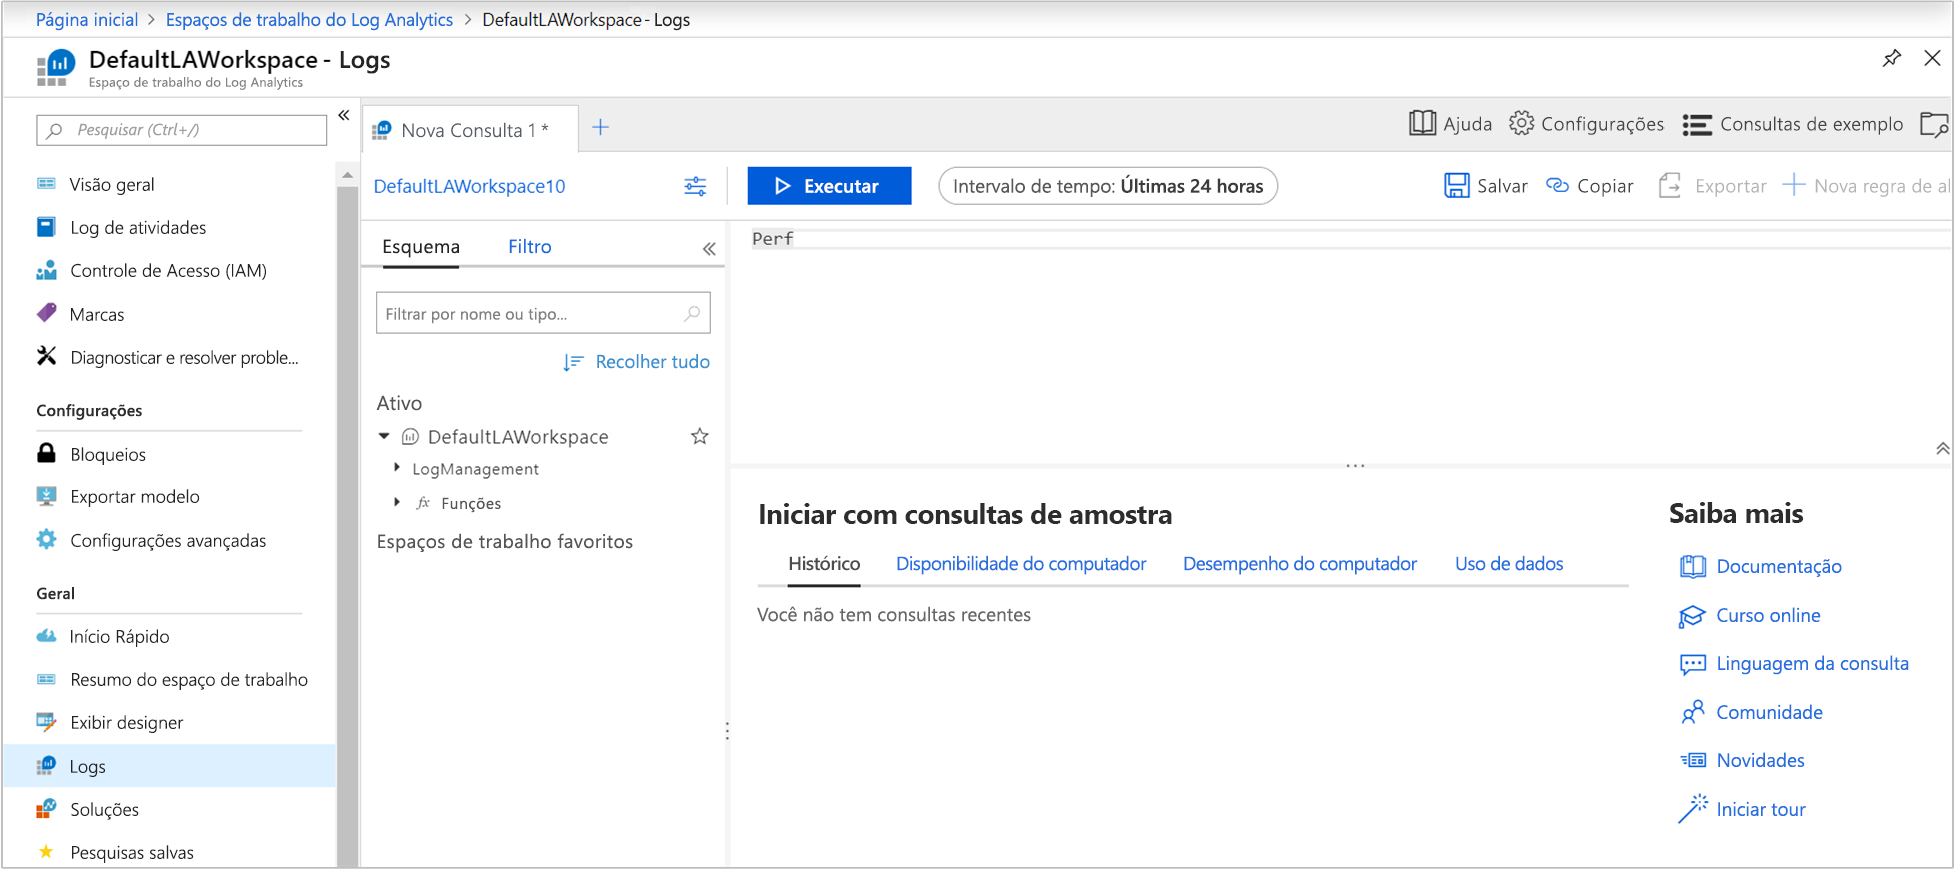 Página inicial > Espaços de trabalho do Log Analytics > DefaultLAWorkspace - Logs
DefaultLAWorkspace - Logs
Espaço de trabalho do Log Analytics
Pesquisar (Ctrl+/)
Visão geral
Log de atividades
Controle de Acesso (IAM)
Marcas
Diagnosticar e resolver proble...
Configurações
Bloqueios
Exportar modelo
Configurações avançadas
Geral
Início Rápido
Resumo do espaço de trabalho
Exibir designer
Logs
Soluções
Pesquisas salvas
Nova Consulta 1 *
Ajuda
Configurações
Consultas de exemplo
DefaultLAWorkspace10
Executar
Intervalo de tempo: Últimas 24 horas
Salvar
Copiar
Exportar
Nova regra de al
Esquema
Filtro
Filtrar por nome ou tipo...
Recolher tudo
Ativo
DefaultLAWorkspace
LogManagement
fx Funções
Espaços de trabalho favoritos
Perf
Iniciar com consultas de amostra
Histórico
Disponibilidade do computador
Desempenho do computador
Uso de dados
Você não tem consultas recentes
Saiba mais
Documentação
Curso online
Linguagem da consulta
Comunidade
Novidades
Iniciar tour